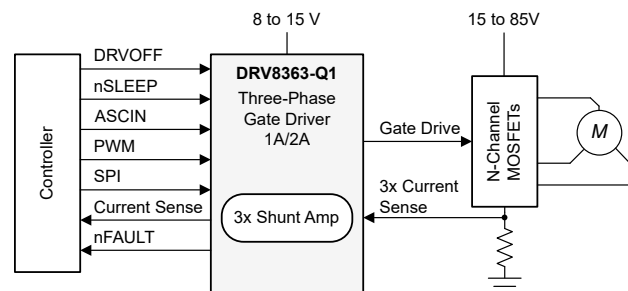 8 to 15 V
15 to 85V
Controller
DRVOFF
nSLEEP
ASCIN
PWM
SPI
Current Sense
nFAULT
DRV8363-Q1
Three-Phase
Gate Driver
1A/2A
3x Shunt Amp
Gate Drive
3x Current
Sense
N-Channel
MOSFETs
M